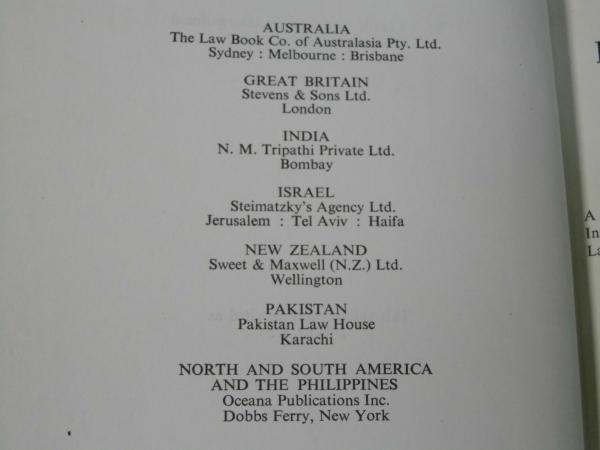 AUSTRALIA
The Law Book Co. of Australasia Pty. Ltd.
Sydney : Melbourne : Brisbane
GREAT BRITAIN
Stevens & Sons Ltd.
London
INDIA
N. M. Tripathi Private Ltd.
Bombay
ISRAEL
Steimatzky's Agency Ltd.
Jerusalem : Tel Aviv : Haifa
NEW ZEALAND
Sweet & Maxwell (N.Z.) Ltd.
Wellington
PAKISTAN
Pakistan Law House
Karachi
NORTH AND SOUTH AMERICA
AND THE PHILIPPINES
Oceana Publications Inc.
Dobbs Ferry, New York
A